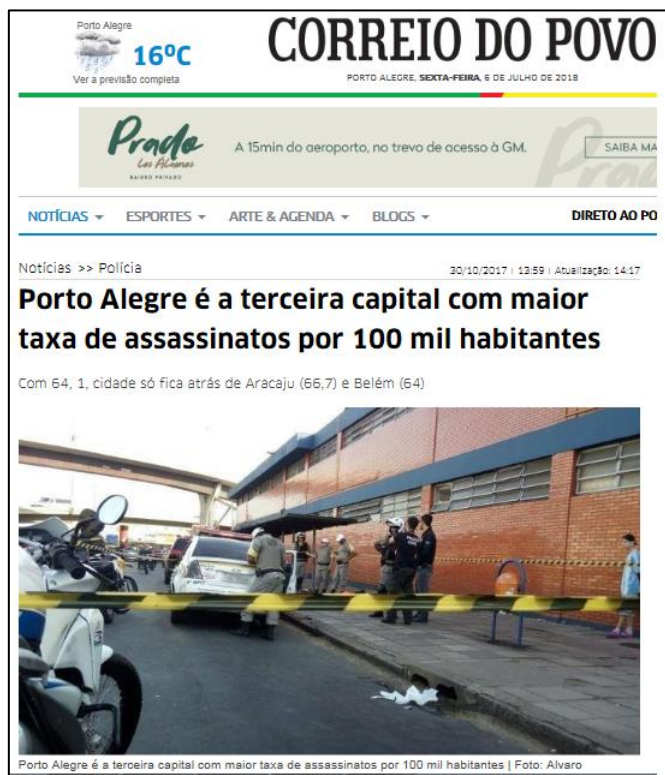 Porto Alegre
16ºC
Ver a previsão completa
CORREIO DO POVO
PORTO ALEGRE, SEXTA-FEIRA, 6 DE JULHO DE 2018
Prado
Las Alamos
BAIRRO PRIVADO
A 15min do aeroporto, no trevo de acesso à GM.
SAIBA MA
NOTÍCIAS ESPORTES ARTE & AGENDA BLOGS DIRETO AO PO
Notícias >> Polícia
30/10/2017 | 13:59 | Atualização: 14:17
Porto Alegre é a terceira capital com maior
taxa de assassinatos por 100 mil habitantes
Com 64, 1, cidade só fica atrás de Aracaju (66,7) e Belém (64)
Porto Alegre é a terceira capital com maior taxa de assassinatos por 100 mil habitantes | Foto: Alvaro